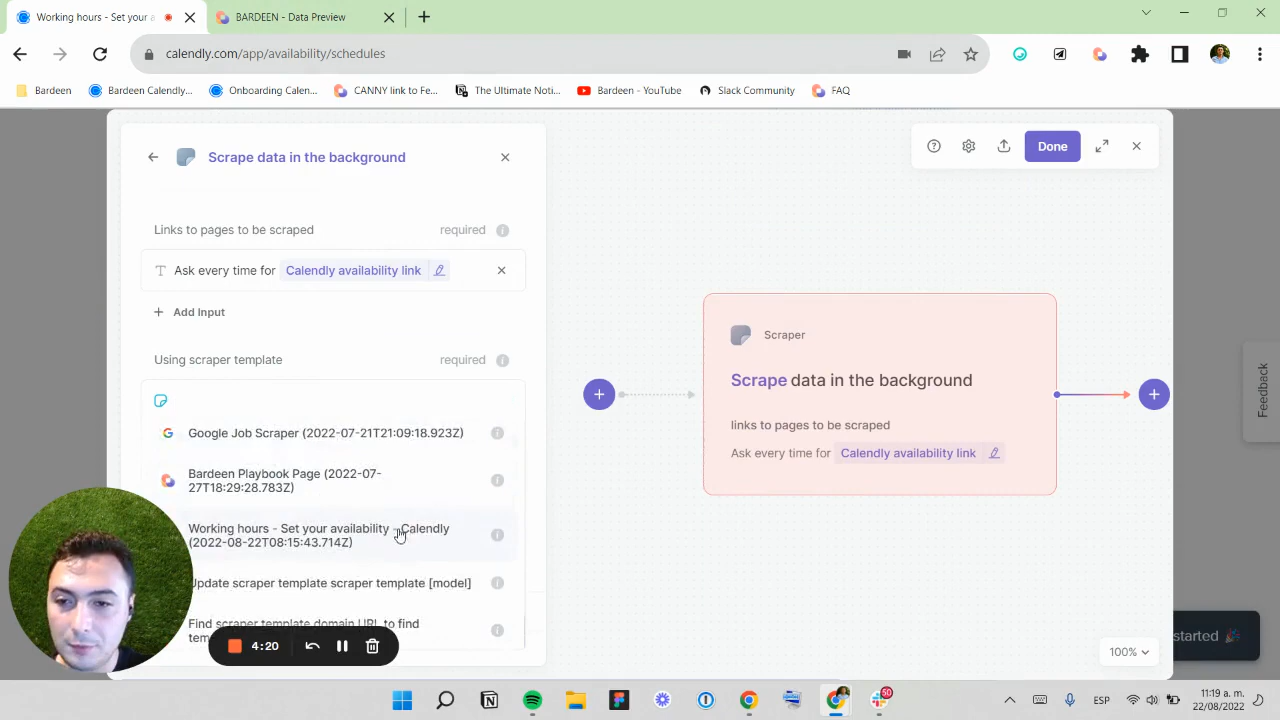 Working hours - Set your a
BARDEEN - Data Preview
calendly.com/app/availability/schedules
Bardeen
Bardeen Calendly...
Onboarding Calen...
CANNY link to Fe...
The Ultimate Noti...
Bardeen - YouTube
Slack Community
FAQ
Scrape data in the background
Done
Links to pages to be scraped
required
Ask every time for Calendly availability link
Add Input
Using scraper template
required
Google Job Scraper (2022-07-21T21:09:18.923Z)
Bardeen Playbook Page (2022-07-
27T18:29:28.783Z)
Working hours - Set your availability - Calendly
(2022-08-22T08:15:43.714Z)
Update scraper template scraper template [model]
Find scraper template domain URL to find
Scraper
Scrape data in the background
links to pages to be scraped
Ask every time for Calendly availability link
Feedback
started 🎉
4:20
100%
50
ESP
11:19 a. m.
22/08/2022